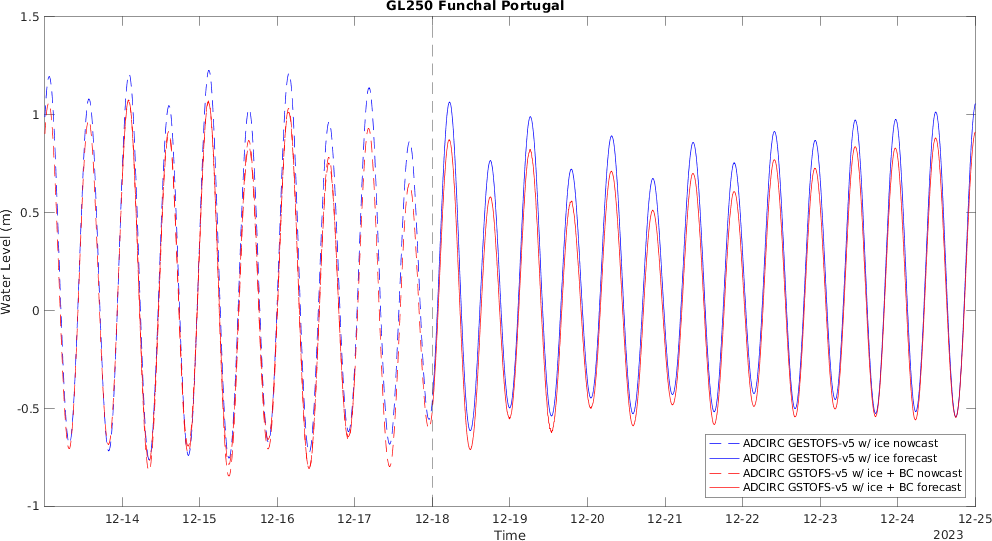 GL250 Funchal Portugal
1.5
1
0.5
0
-0.5
-1
Water Level (m)
12-14 12-15 12-16 12-17 12-18 12-19 12-20 12-21 12-22 12-23 12-24 12-25
Time
2023
ADCIRC GESTOFS-v5 w/ ice nowcast
ADCIRC GESTOFS-v5 w/ ice forecast
ADCIRC GSTOFS-v5 w/ ice + BC nowcast
ADCIRC GSTOFS-v5 w/ ice + BC forecast